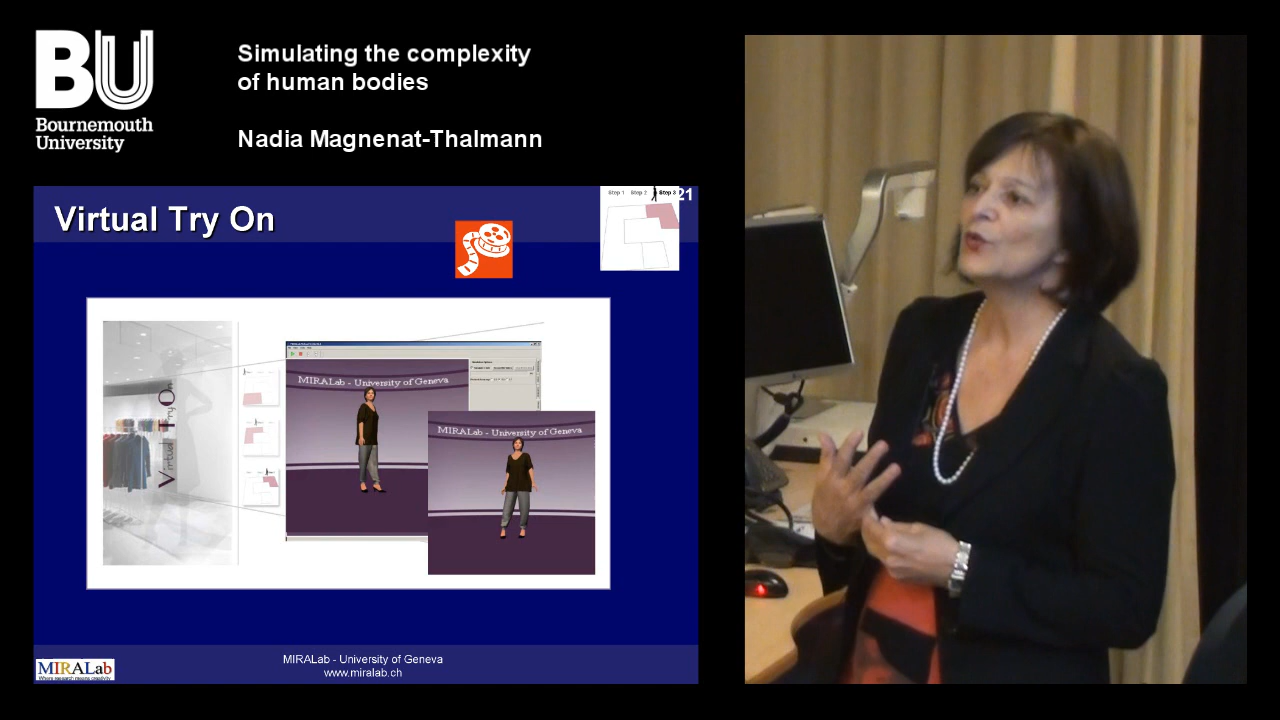 BU
Bournemouth
University
Simulating the complexity
of human bodies
Nadia Magnenat-Thalmann
Virtual Try On
Step 1 Step 2 Step 3
21
Virtual Try On
MIRALab - University of Geneva
MIRALab - University of Geneva
MIRALab
MIRALab - University of Geneva
www.miralab.ch